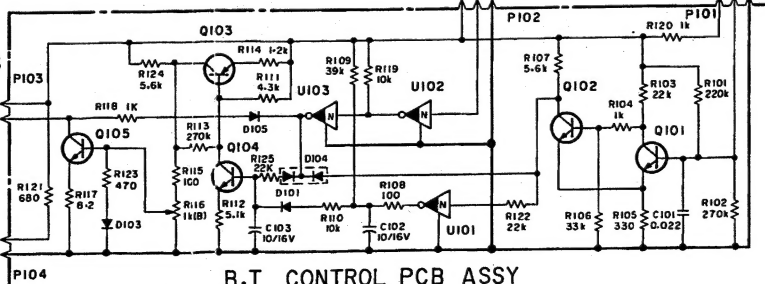 P102
P101
R120 1k
Q103
R114 1.2k
R124
5.6k
R111
4.3k
R109
39k
R119
10k
U103
U102
R107
5.6k
Q102
R103
22k
R101
220k
R104
1k
Q101
P103
R118 1K
D105
Q105
R113
270k
Q104
R125
22K
D104
R123
470
R115
100
R121
680
R117
8.2
R116
1k(B)
D103
R112
5.1k
D101
R110
10k
R108
100
C103
10/16V
C102
10/16V
U101
R122
22k
R106
33k
R105
330
C101
0.022
R102
270k
N
N
N
P104
B.T. CONTROL PCB ASSY